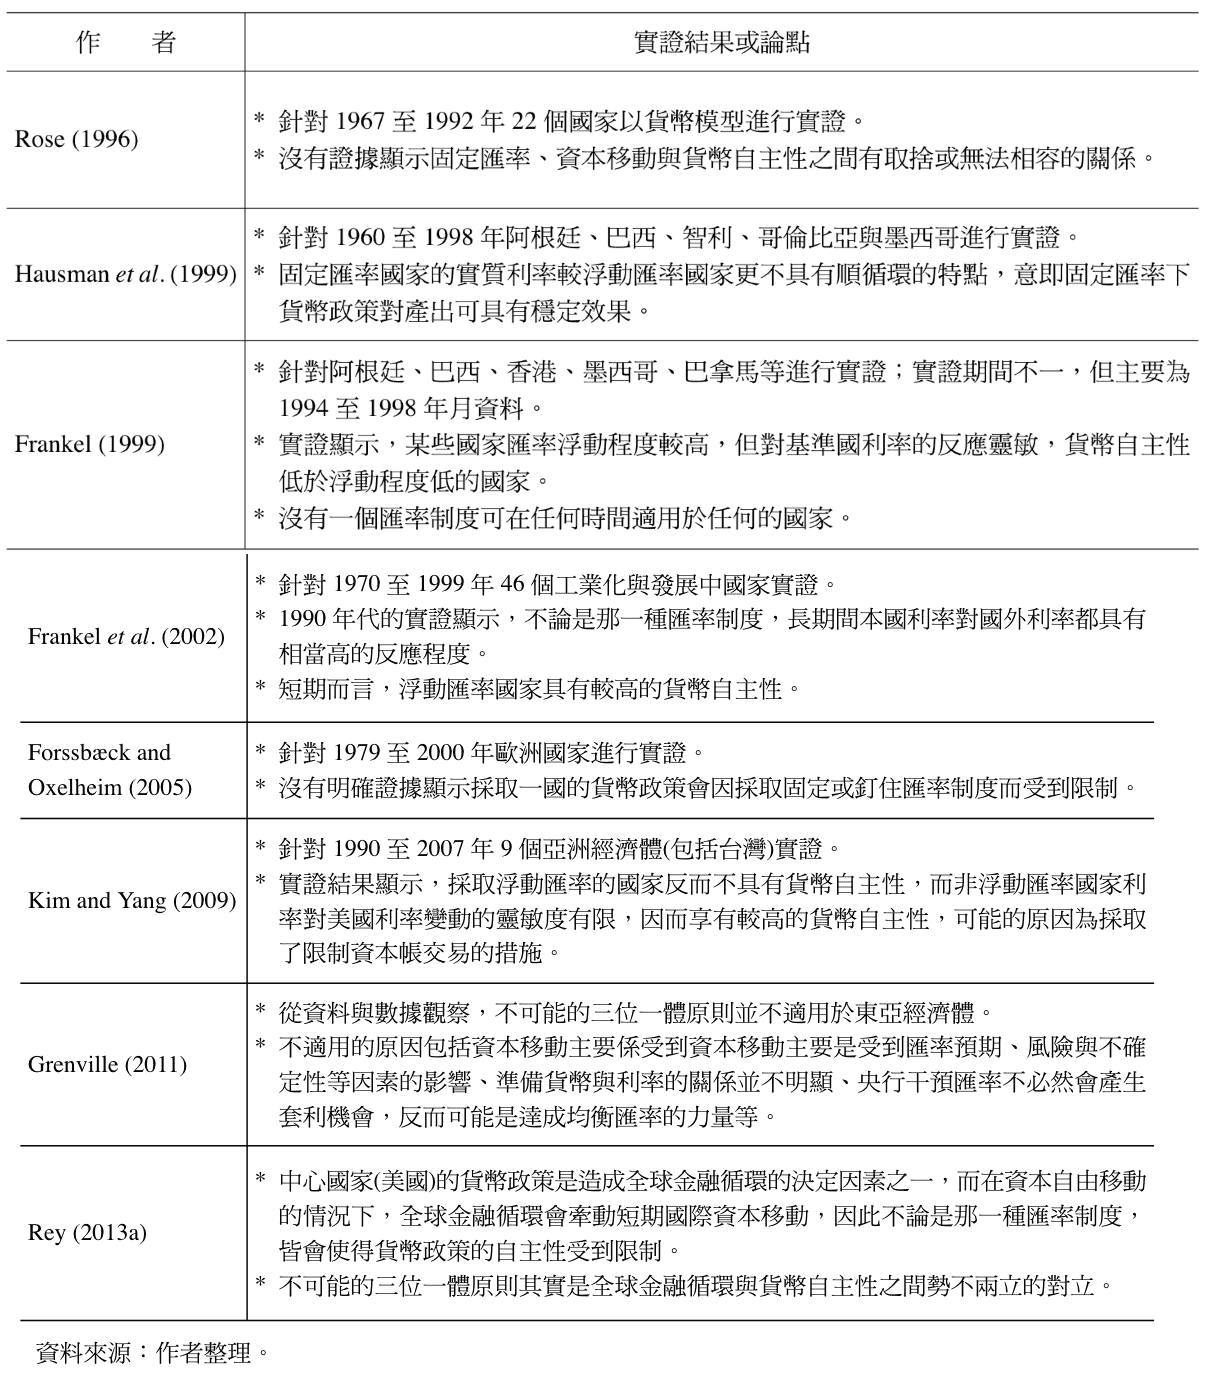 作　　者
實證結果或論點
Rose (1996)
* 針對 1967 至 1992 年 22 個國家以貨幣模型進行實證。
* 沒有證據顯示固定匯率、資本移動與貨幣自主性之間有取捨或無法相容的關係。
Hausman et al. (1999)
* 針對 1960 至 1998 年阿根廷、巴西、智利、哥倫比亞與墨西哥進行實證。
* 固定匯率國家的實質利率較浮動匯率國家更不具有順循環的特點，意即固定匯率下
貨幣政策對產出可具有穩定效果。
Frankel (1999)
* 針對阿根廷、巴西、香港、墨西哥、巴拿馬等進行實證；實證期間不一，但主要為
1994 至 1998 年月資料。
* 實證顯示，某些國家匯率浮動程度較高，但對基準國利率的反應靈敏，貨幣自主性
低於浮動程度低的國家。
* 沒有一個匯率制度可在任何時間適用於任何的國家。
Frankel et al. (2002)
* 針對 1970 至 1999 年 46 個工業化與發展中國家實證。
* 1990 年代的實證顯示，不論是那一種匯率制度，長期間本國利率對國外利率都具有
相當高的反應程度。
* 短期而言，浮動匯率國家具有較高的貨幣自主性。
Forssbæck and
Oxelheim (2005)
* 針對 1979 至 2000 年歐洲國家進行實證。
* 沒有明確證據顯示採取一國的貨幣政策會因採取固定或釘住匯率制度而受到限制。
Kim and Yang (2009)
* 針對 1990 至 2007 年 9 個亞洲經濟體(包括台灣)實證。
* 實證結果顯示，採取浮動匯率的國家反而不具有貨幣自主性，而非浮動匯率國家利
率對美國利率變動的靈敏度有限，因而享有較高的貨幣自主性，可能的原因為採取
了限制資本帳交易的措施。
Grenville (2011)
* 從資料與數據觀察，不可能的三位一體原則並不適用於東亞經濟體。
* 不適用的原因包括資本移動主要係受到資本移動主要是受到匯率預期、風險與不確
定性等因素的影響、準備貨幣與利率的關係並不明顯、央行干預匯率不必然會產生
套利機會，反而可能是達成均衡匯率的力量等。
Rey (2013a)
* 中心國家(美國)的貨幣政策是造成全球金融循環的決定因素之一，而在資本自由移動
的情況下，全球金融循環會牽動短期國際資本移動，因此不論是那一種匯率制度，
皆會使得貨幣政策的自主性受到限制。
* 不可能的三位一體原則其實是全球金融循環與貨幣自主性之間勢不兩立的對立。
資料來源：作者整理。